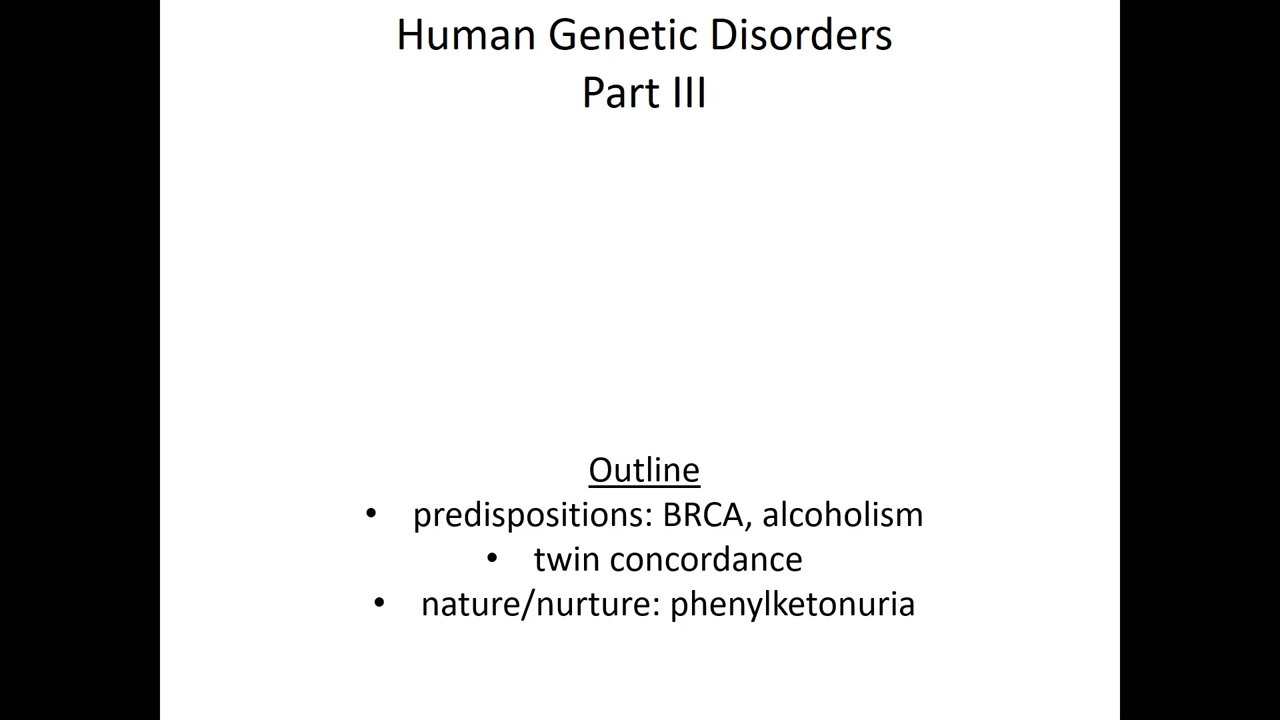 Human Genetic Disorders
Part III
Outline
• predispositions: BRCA, alcoholism
• twin concordance
• nature/nurture: phenylketonuria